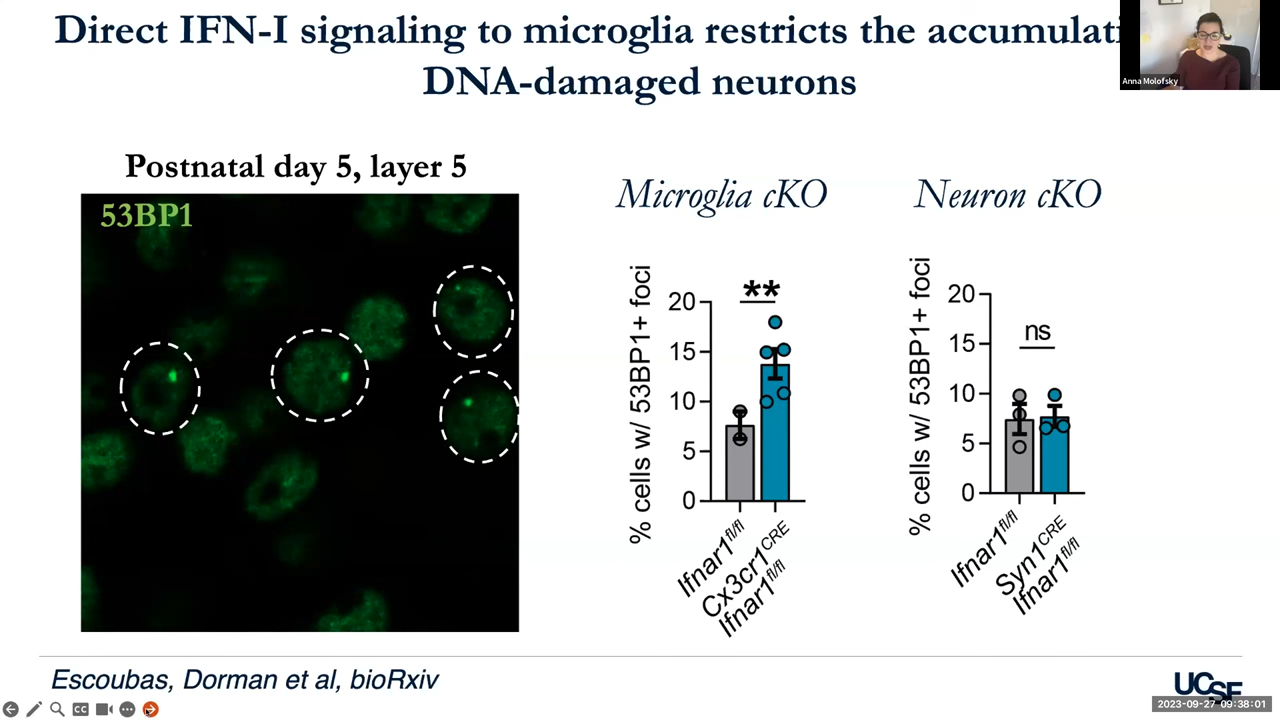 Direct IFN-I signaling to microglia restricts the
DNA-damaged neurons
Anna Molofsky
Postnatal day 5, layer 5
53BP1
Microglia cKO
% cells w/ 53BP1+ foci
20
15
10
5
0
**
Ifnar1fl/fl
Cx3cr1CRE
Ifnar1fl/fl
Neuron cKO
% cells w/ 53BP1+ foci
20
15
10
5
0
ns
Ifnar1fl/fl
Syn1CRE
Ifnar1fl/fl
Escoubas, Dorman et al, bioRxiv
UCSF
CC
2023-09-27 09:38:01